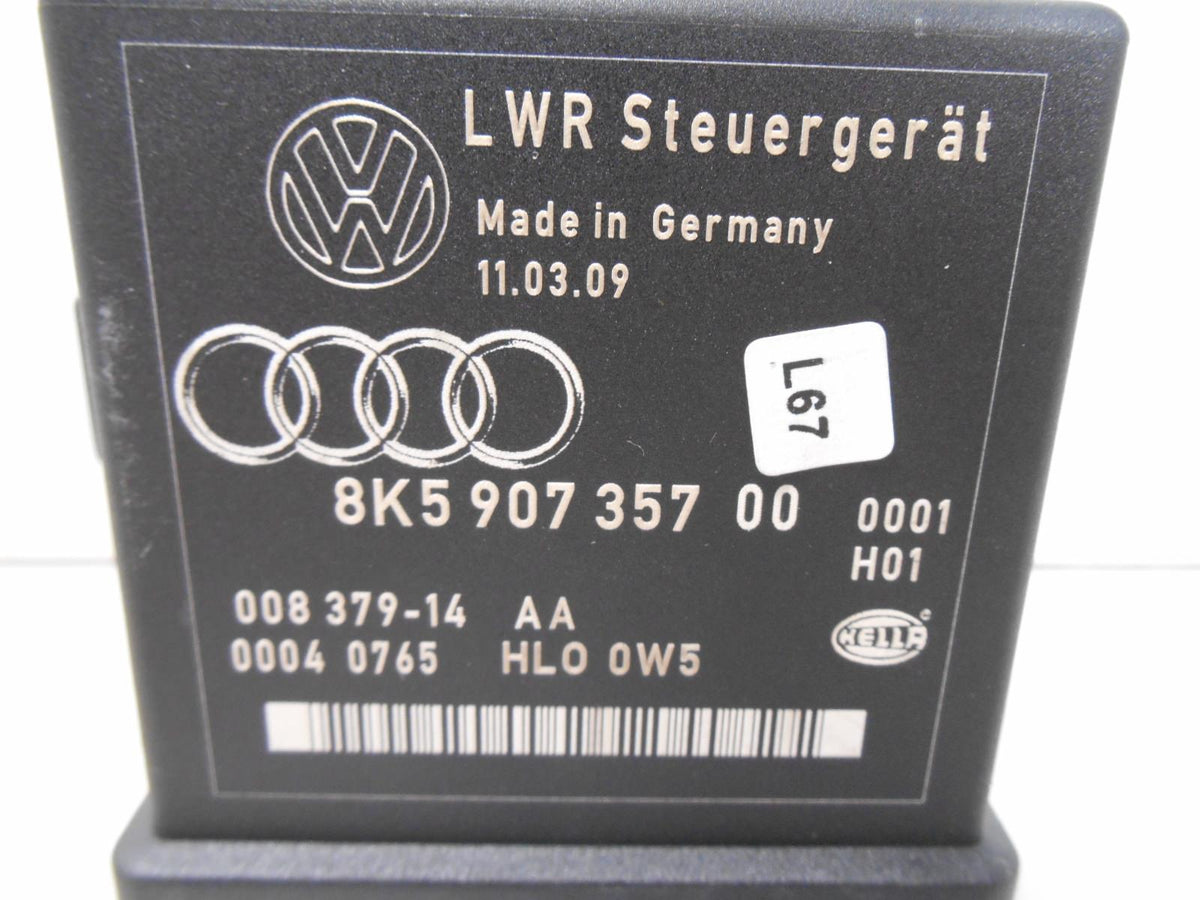 LWR Steuergerät
Made in Germany
11.03.09
L67
8K5 907 357 00 0001
H01
008 379-14 AA
0004 0765 HLO 0W5
HELLA